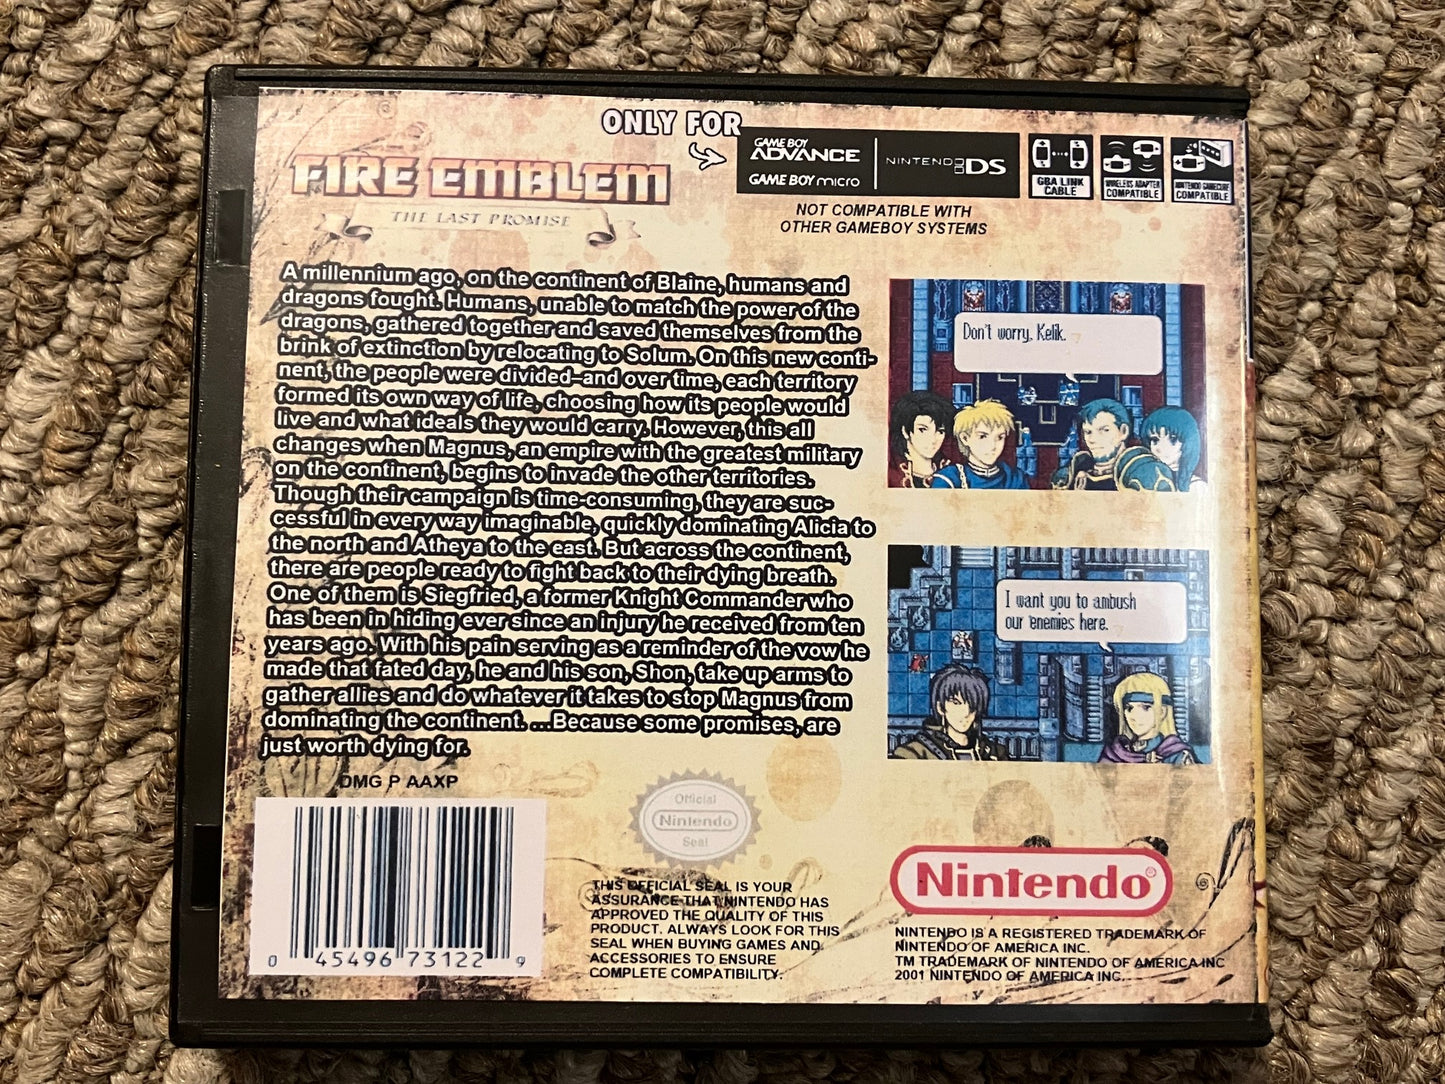 ONLY FOR
FIRE EMBLEM
THE LAST PROMISE
GAME BOY
ADVANCE
GAME BOY micro
NINTENDO DS
GBA LINK
CABLE
WIRELESS ADAPTER
COMPATIBLE
NINTENDO GAMECUBE
COMPATIBLE
NOT COMPATIBLE WITH
OTHER GAMEBOY SYSTEMS
A millennium ago, on the continent of Blaine, humans and
dragons fought. Humans, unable to match the power of the
dragons, gathered together and saved themselves from the
brink of extinction by relocating to Solum. On this new conti-
nent, the people were divided–and over time, each territory
formed its own way of life, choosing how its people would
live and what ideals they would carry. However, this all
changes when Magnus, an empire with the greatest military
on the continent, begins to invade the other territories.
Though their campaign is time-consuming, they are suc-
cessful in every way imaginable, quickly dominating Alicia to
the north and Atheya to the east. But across the continent,
there are people ready to fight back to their dying breath.
One of them is Siegfried, a former Knight Commander who
has been in hiding ever since an injury he received from ten
years ago. With his pain serving as a reminder of the vow he
made that fated day, he and his son, Shon, take up arms to
gather allies and do whatever it takes to stop Magnus from
dominating the continent. ...Because some promises, are
just worth dying for.
Don't worry, Kelik.
I want you to ambush
our enemies here.
DMG P AAXP
0 45496 73122 9
Official
Nintendo
Seal
THIS OFFICIAL SEAL IS YOUR
ASSURANCE THAT NINTENDO HAS
APPROVED THE QUALITY OF THIS
PRODUCT. ALWAYS LOOK FOR THIS
SEAL WHEN BUYING GAMES AND
ACCESSORIES TO ENSURE
COMPLETE COMPATIBILITY.
Nintendo®
NINTENDO IS A REGISTERED TRADEMARK OF
NINTENDO OF AMERICA INC.
TM TRADEMARK OF NINTENDO OF AMERICA INC
2001 NINTENDO OF AMERICA INC.